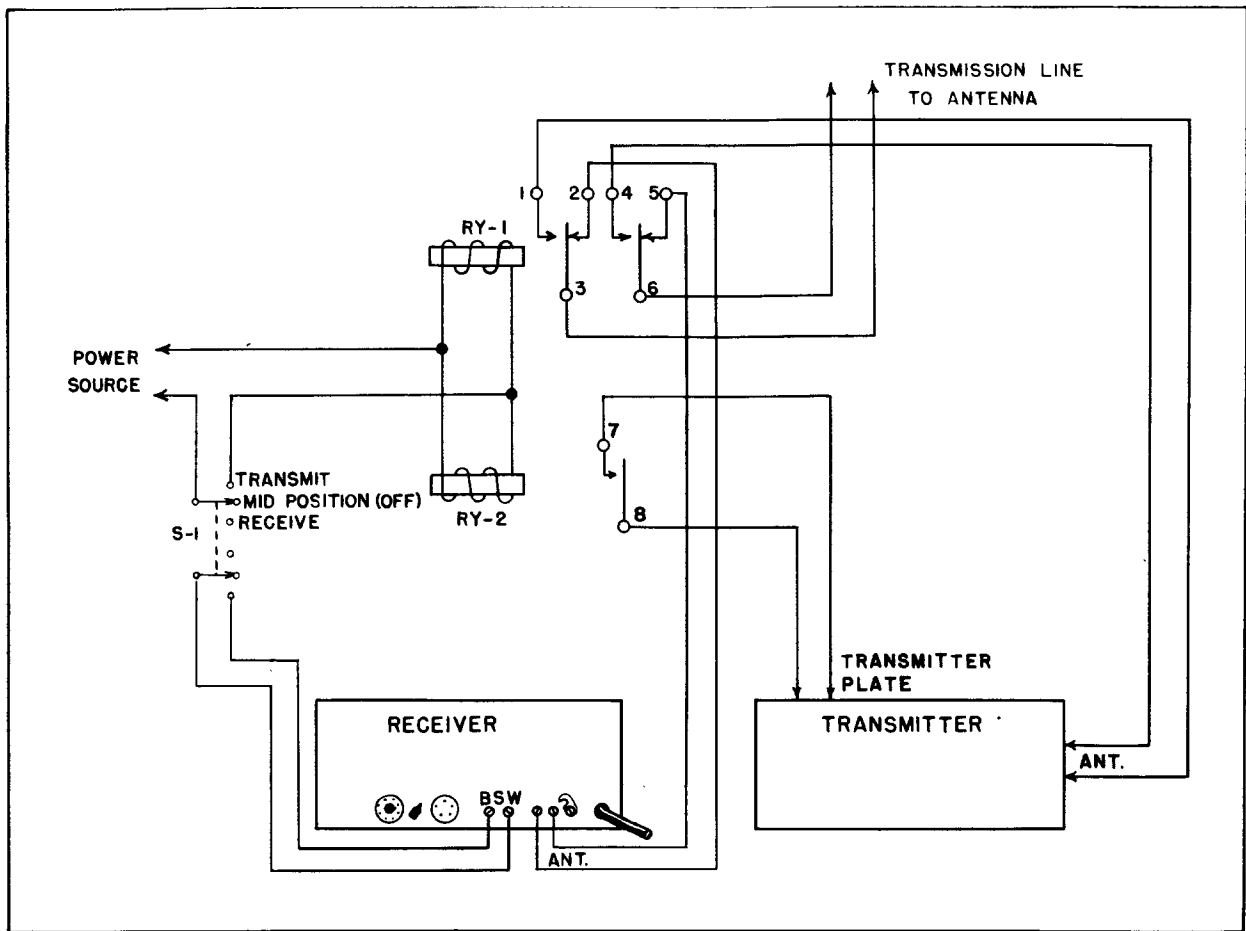 TRANSMISSION LINE
TO ANTENNA
1
2
4
5
RY-1
3
6
POWER
SOURCE
7
TRANSMIT
MID POSITION (OFF)
RECEIVE
S-1
RY-2
8
TRANSMITTER
PLATE
RECEIVER
TRANSMITTER
ANT.
BSW
ANT.